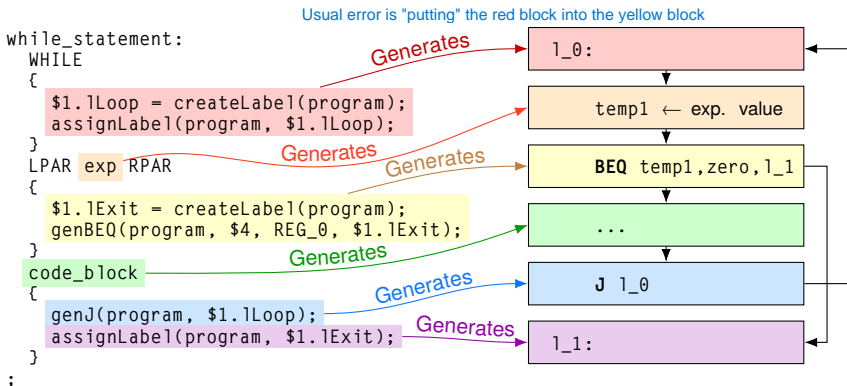 Usual error is "putting" the red block into the yellow block
while_statement:
WHILE
{
$1.lLoop = createLabel(program);
assignLabel(program, $1.lLoop);
}
LPAR exp RPAR
{
$1.lExit = createLabel(program);
genBEQ(program, $4, REG_0, $1.lExit);
}
code_block
{
genJ(program, $1.lLoop);
assignLabel(program, $1.lExit);
}
;
Generates
Generates
Generates
Generates
Generates
Generates
l_0:
temp1 ← exp. value
BEQ temp1,zero,l_1
...
J l_0
l_1: